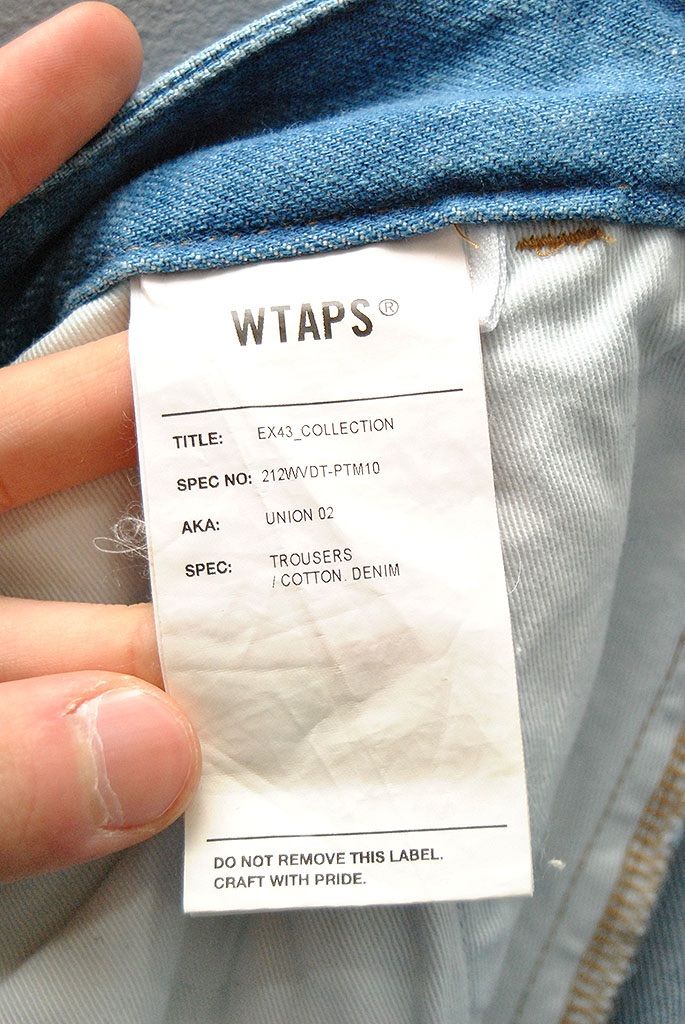 WTAPS®
TITLE: EX43_COLLECTION
SPEC NO: 212WVDT-PTM10
AKA: UNION 02
SPEC: TROUSERS
/ COTTON. DENIM
DO NOT REMOVE THIS LABEL.
CRAFT WITH PRIDE.